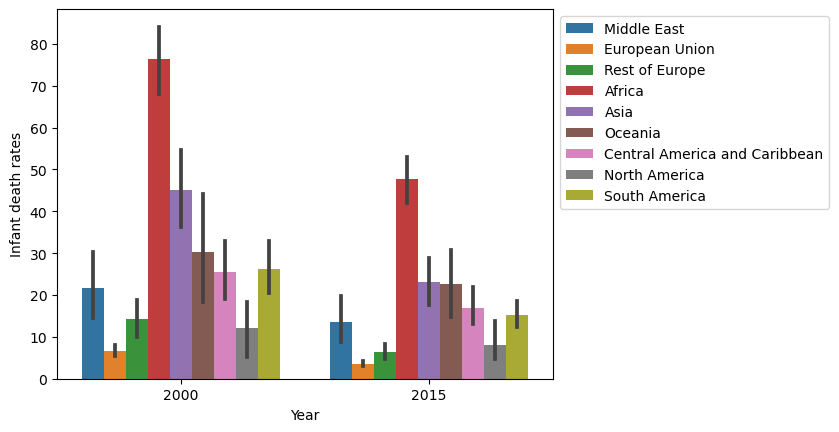 80
70
60
50
40
30
20
10
0
Infant death rates
2000
2015
Year
Middle East
European Union
Rest of Europe
Africa
Asia
Oceania
Central America and Caribbean
North America
South America